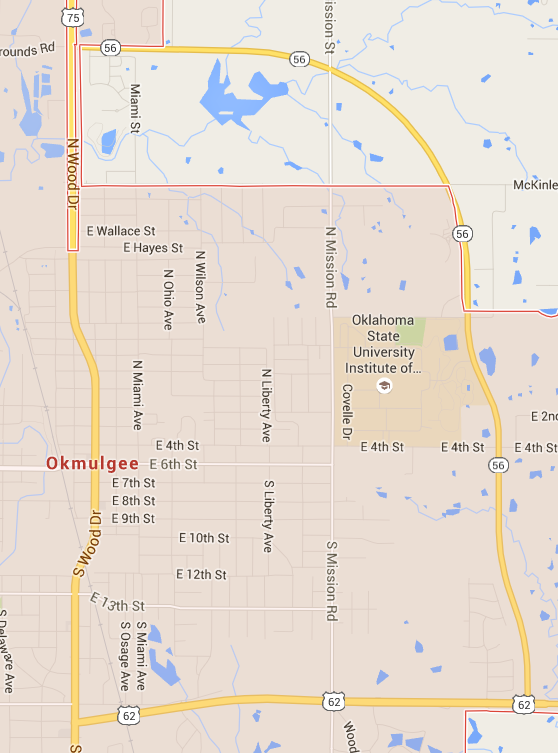 75
rounds Rd
56
56
ission St
Miami St
N Wood Dr
McKinle
E Wallace St
E Hayes St
56
N Mission Rd
N Wilson Ave
N Ohio Ave
Oklahoma
State
University
Institute of...
N Miami Ave
N Liberty Ave
Covelle Dr
E 2nd
E 4th St
E 4th St
E 4th St
E 4th St
Okmulgee
E 6th St
56
E 7th St
E 8th St
E 9th St
S Liberty Ave
E 10th St
S Wood Dr
E 12th St
S Mission Rd
E 13th St
S Delaware Ave
S Osage Ave
S Miami Ave
62
62
62
Wood
S